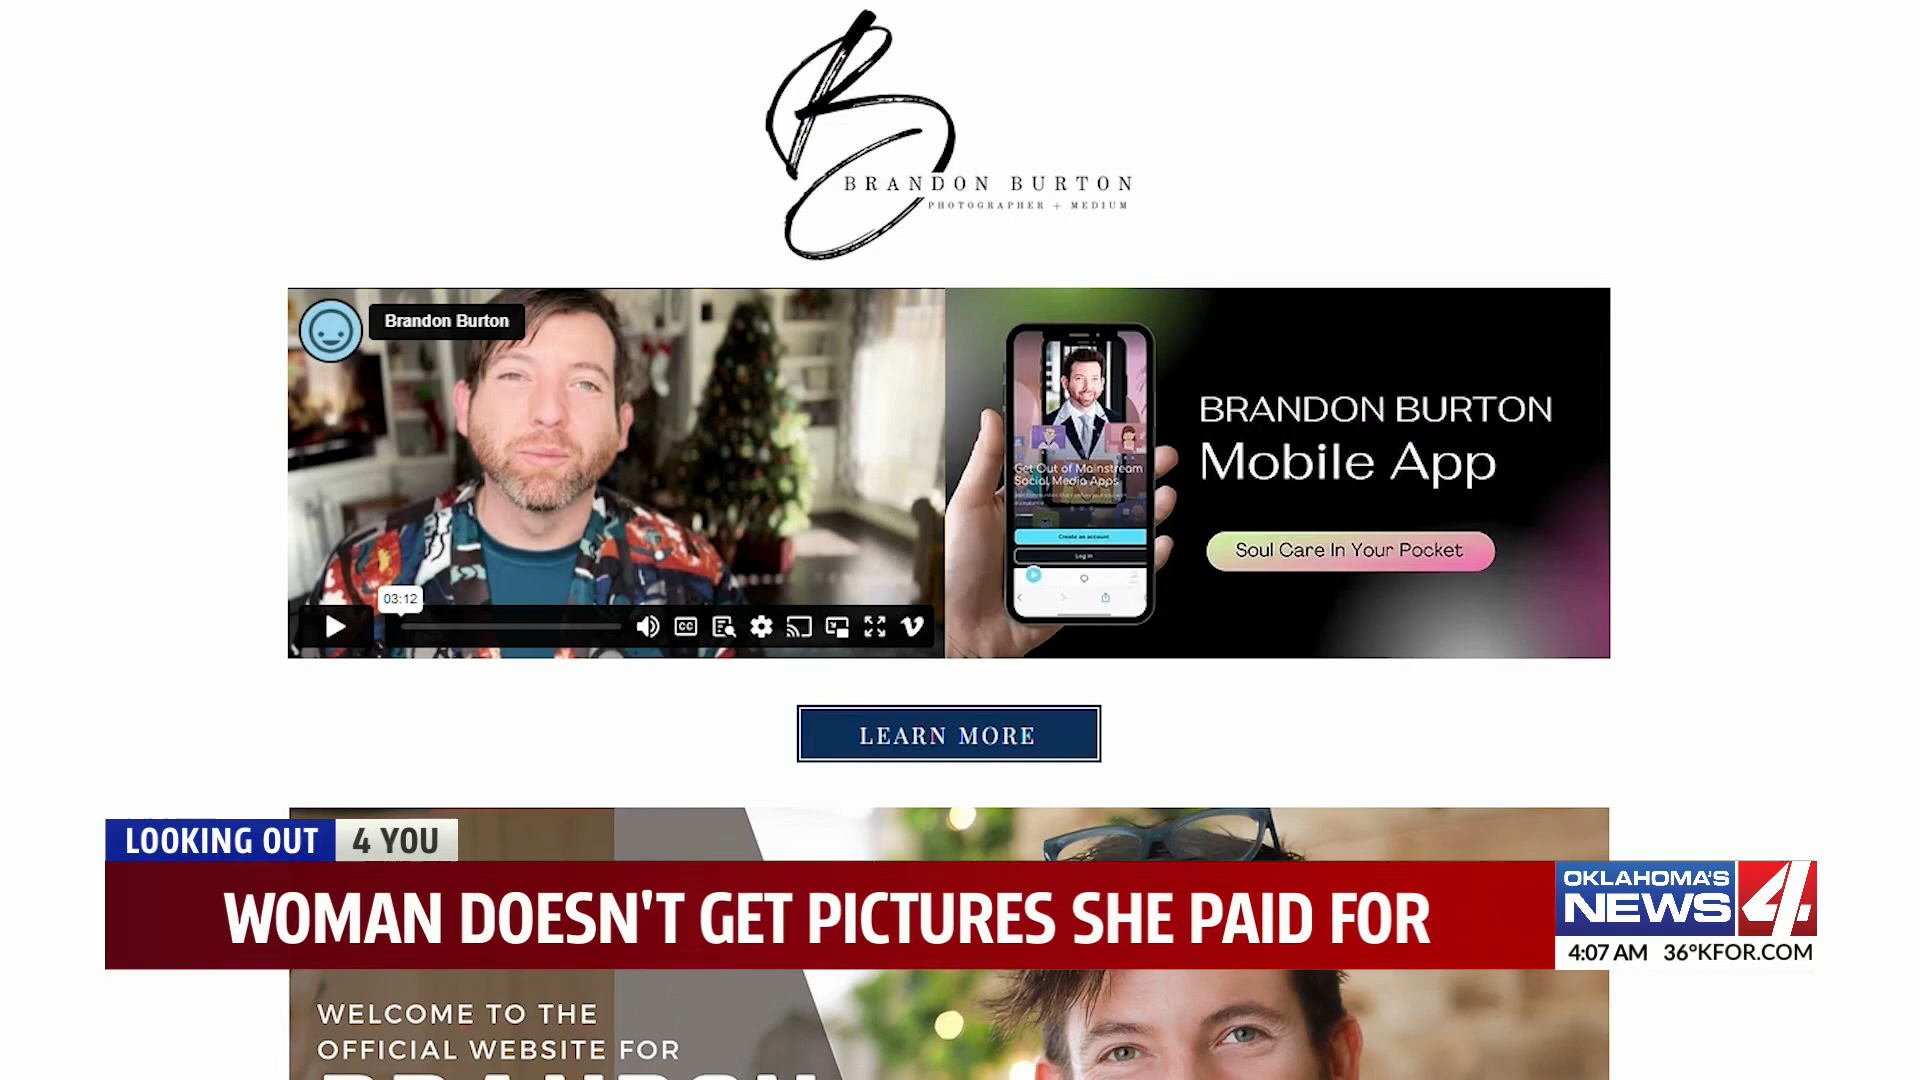 BRANDON BURTON
PHOTOGRAPHER + MEDIUM
Brandon Burton
03:12
CC
Get Out of Mainstream
Social Media Apps
Create an account
Log in
BRANDON BURTON
Mobile App
Soul Care In Your Pocket
LEARN MORE
LOOKING OUT 4 YOU
WOMAN DOESN'T GET PICTURES SHE PAID FOR
OKLAHOMA'S
NEWS 4
4:07 AM 36° KFOR.COM
WELCOME TO THE
OFFICIAL WEBSITE FOR